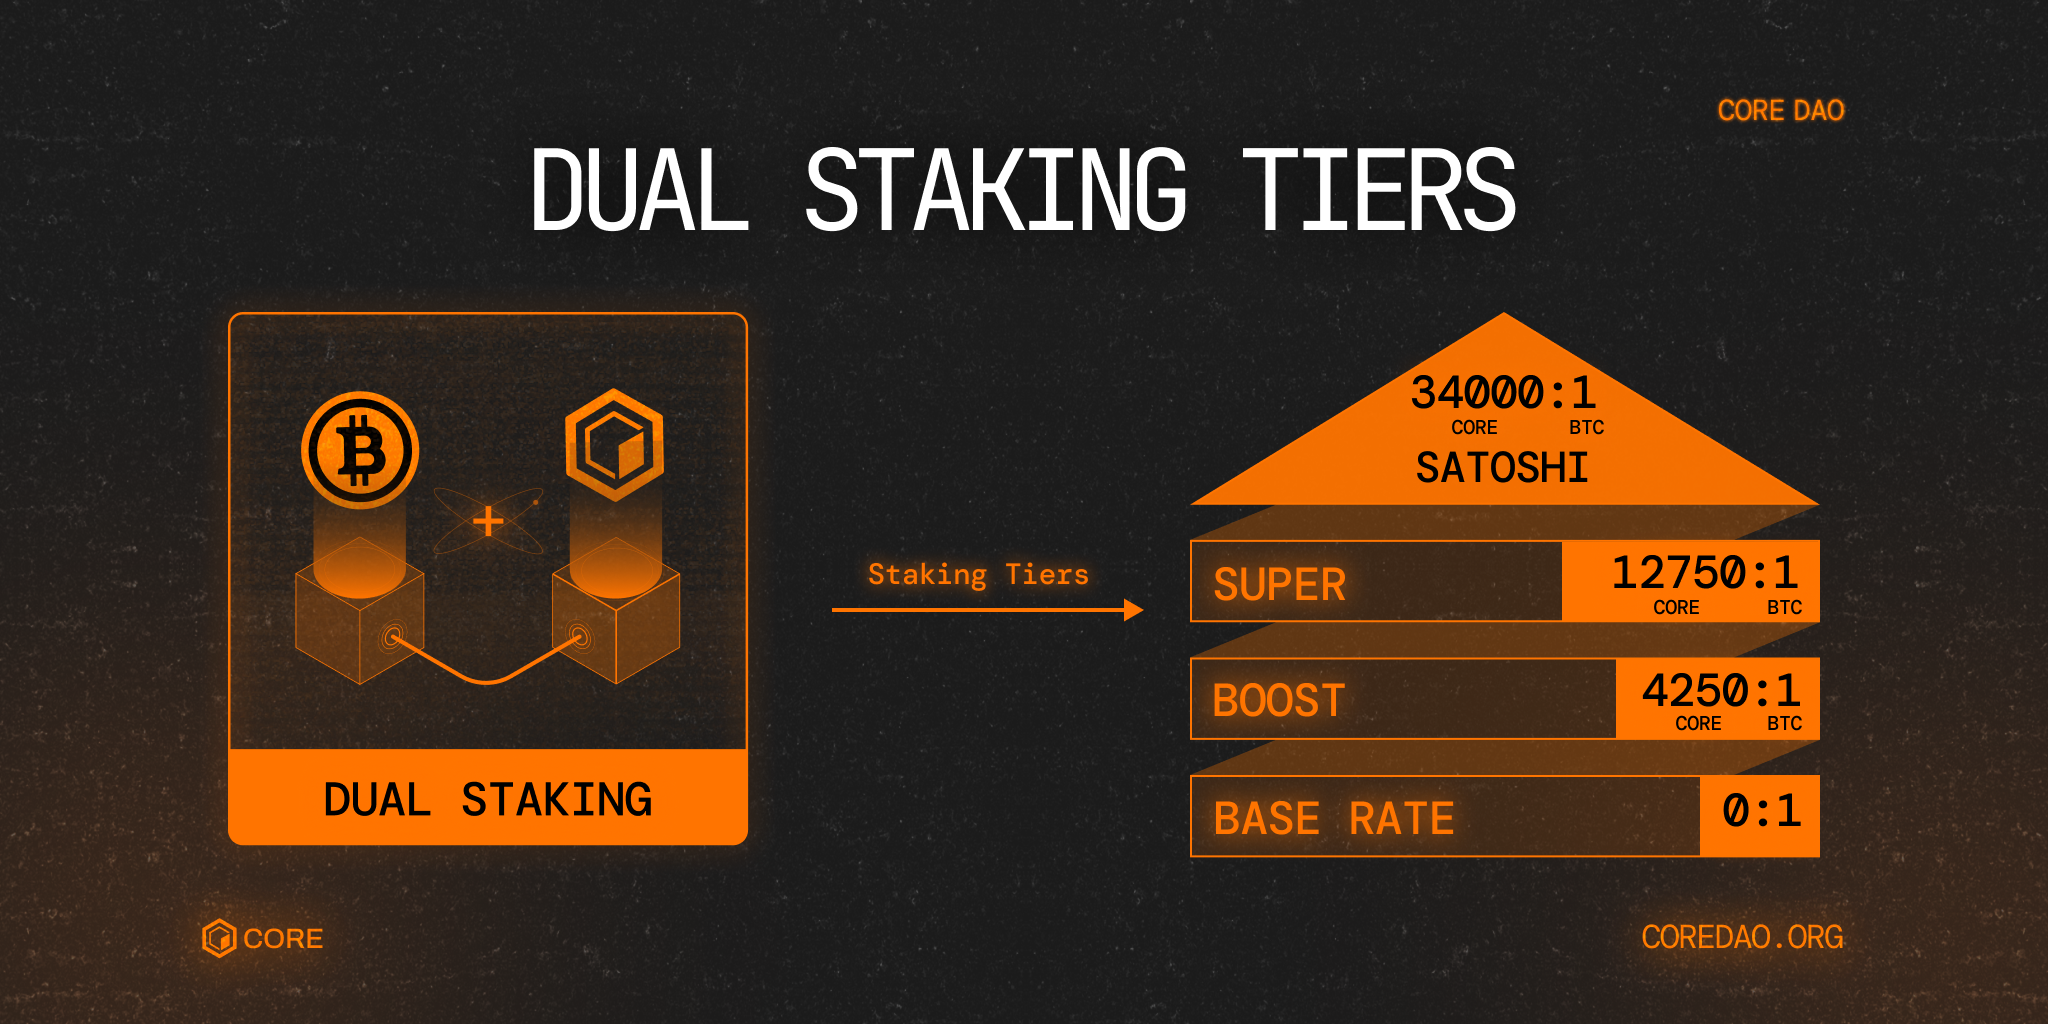 CORE DAO
DUAL STAKING TIERS
DUAL STAKING
Staking Tiers
34000:1
CORE BTC
SATOSHI
SUPER
12750:1
CORE BTC
BOOST
4250:1
CORE BTC
BASE RATE
0:1
CORE
COREDAO.ORG